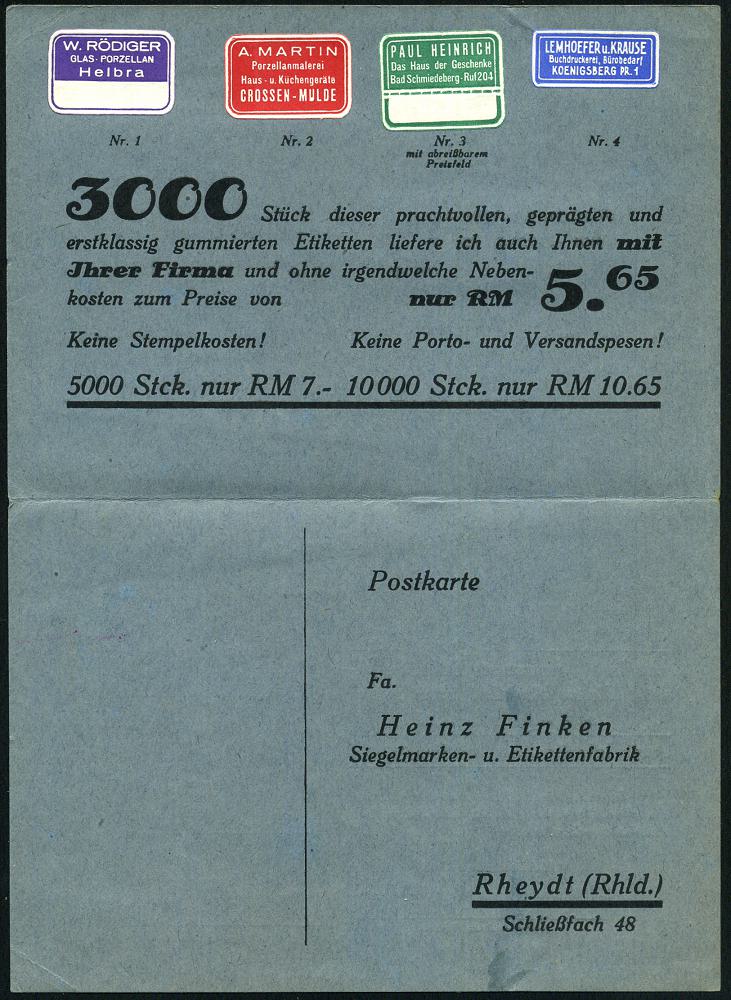 W. RÖDIGER
GLAS-PORZELLAN
Helbra
A. MARTIN
Porzellanmalerei
Haus- u. Küchengeräte
CROSSEN-MULDE
PAUL HEINRICH
Das Haus der Geschenke
Bad Schmiedeberg·Ruf 204
LEMHOEFER u. KRAUSE
Buchdruckerei, Bürobedarf
KOENIGSBERG PR. 1
Nr. 1
Nr. 2
Nr. 3
mit abreißbarem
Preisfeld
Nr. 4
3000 Stück dieser prachtvollen, geprägten und
erstklassig gummierten Etiketten liefere ich auch Ihnen mit
Ihrer Firma und ohne irgendwelche Neben-
kosten zum Preise von nur RM 5.65
Keine Stempelkosten! Keine Porto- und Versandspesen!
5000 Stck. nur RM 7.- 10000 Stck. nur RM 10.65
Postkarte
Fa.
Heinz Finken
Siegelmarken- u. Etikettenfabrik
Rheydt (Rhld.)
Schließfach 48